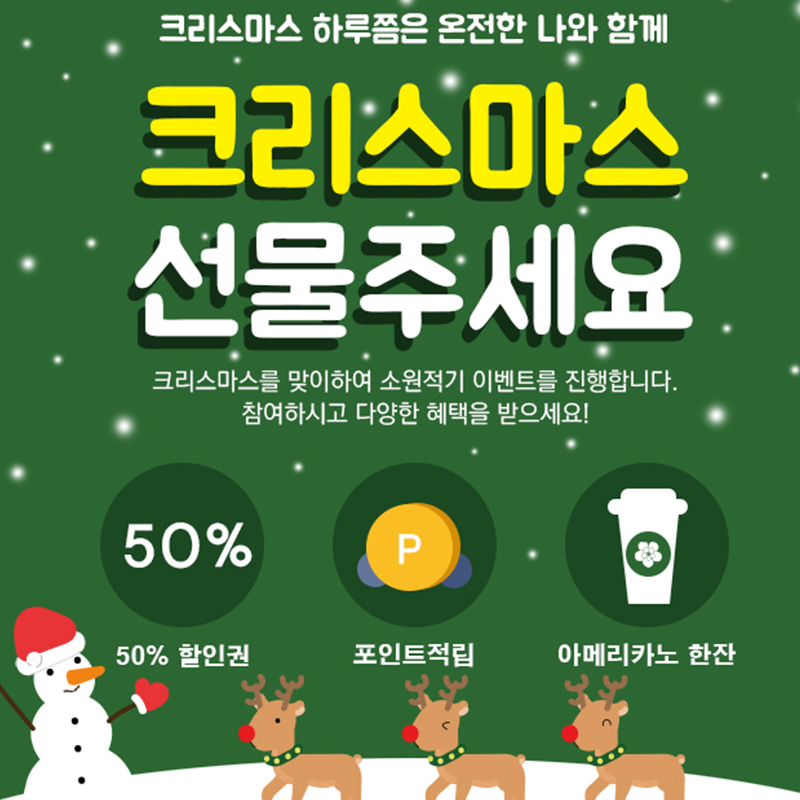 크리스마스 하루쯤은 온전한 나와 함께
크리스마스
선물주세요
크리스마스를 맞이하여 소원적기 이벤트를 진행합니다.
참여하시고 다양한 혜택을 받으세요!
50%
P
50% 할인권
포인트적립
아메리카노 한잔